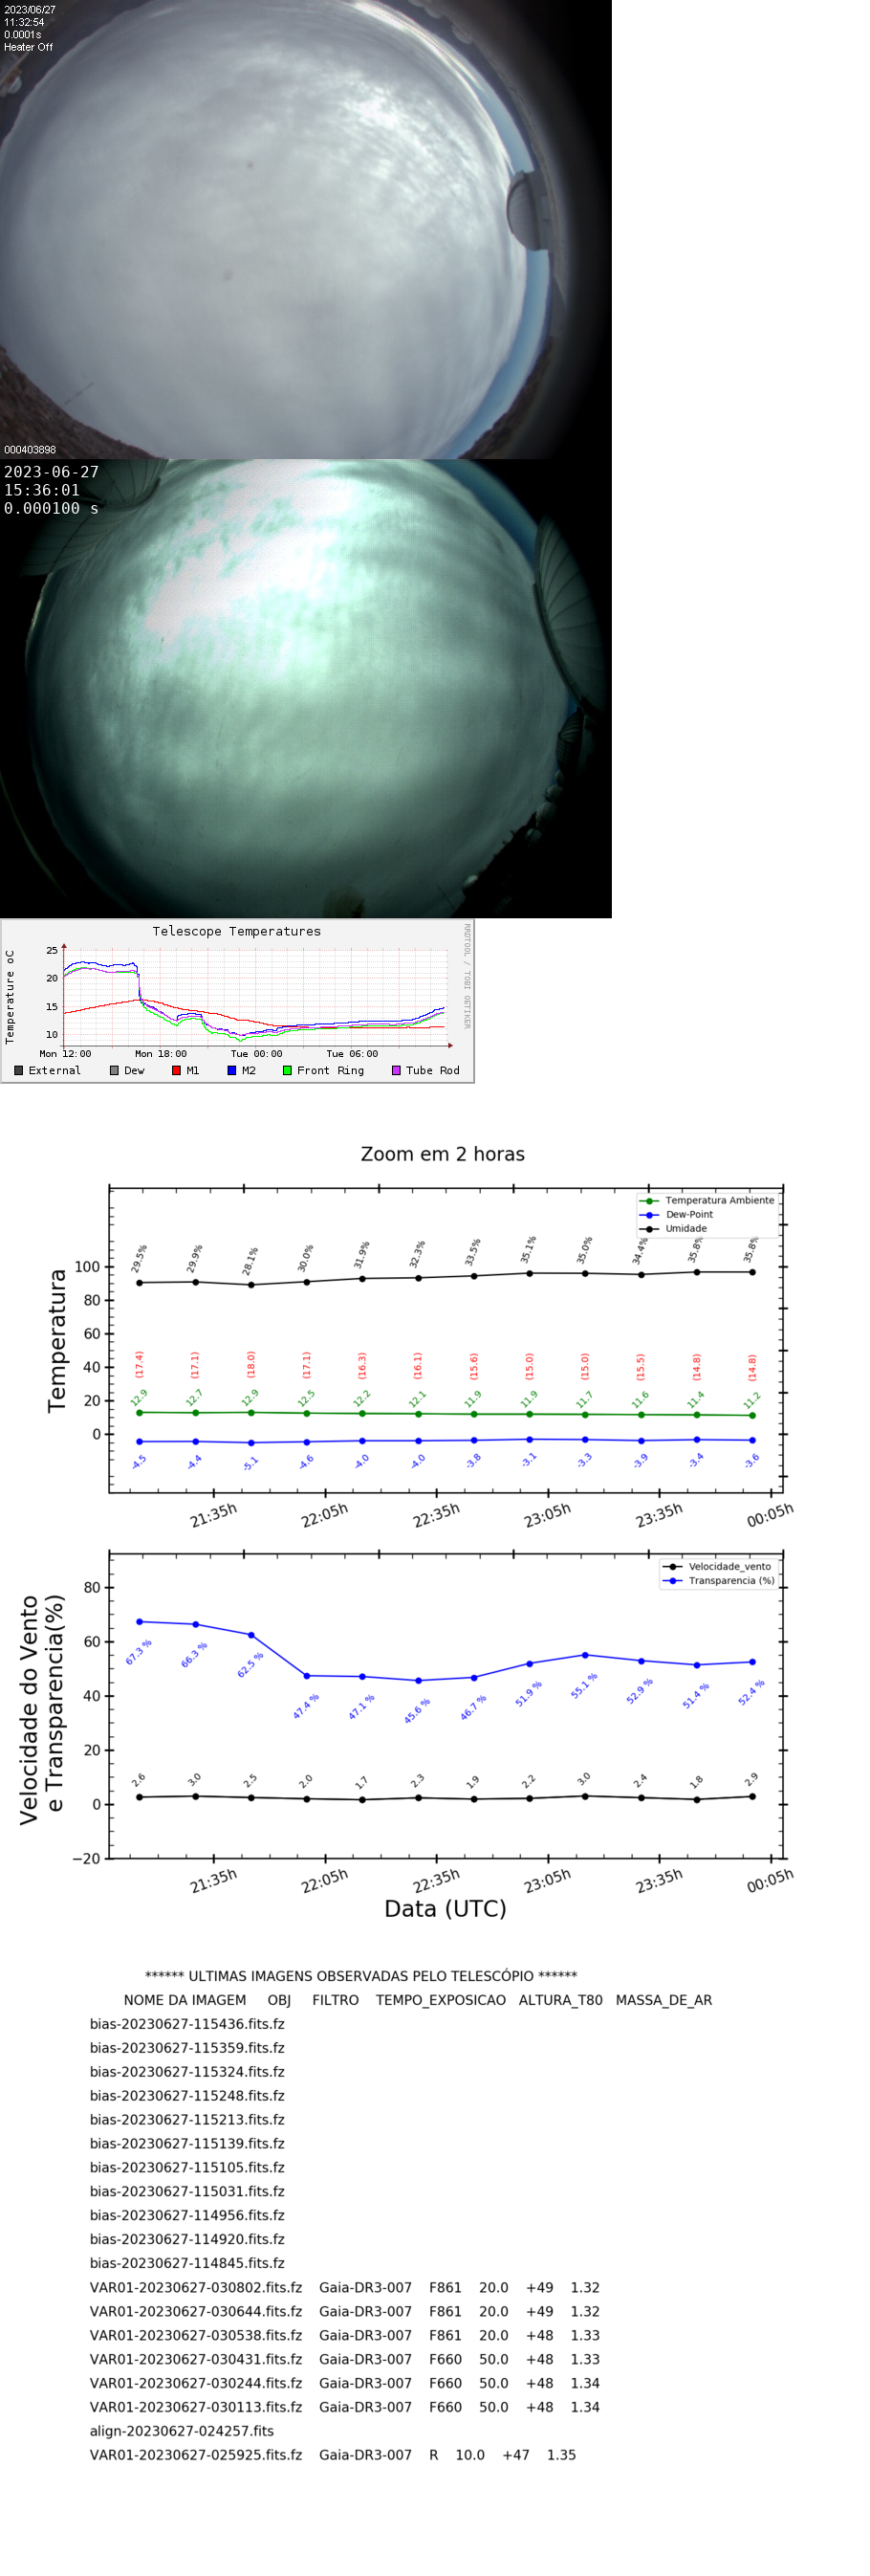 2023/06/27
11:32:54
0.0001s
Heater Off
000403898
2023-06-27
15:36:01
0.000100 s
Telescope Temperatures
RRDTOOL / TOBI OETIKER
Temperature oC
25
20
15
10
Mon 12:00 Mon 18:00 Tue 00:00 Tue 06:00
External Dew M1 M2 Front Ring Tube Rod
Zoom em 2 horas
Temperatura Ambiente
Dew-Point
Umidade
Temperatura
100
80
60
40
20
0
29.5% 29.9% 28.1% 30.0% 31.9% 32.3% 33.5% 35.1% 35.0% 34.4% 35.8% 35.8%
(17.4) (17.1) (18.0) (17.1) (16.3) (16.1) (15.6) (15.0) (15.0) (15.5) (14.8) (14.8)
12.9 12.7 12.9 12.5 12.2 12.1 11.9 11.9 11.7 11.6 11.4 11.2
-4.5 -4.4 -5.1 -4.6 -4.0 -4.0 -3.8 -3.1 -3.3 -3.9 -3.4 -3.6
21:35h 22:05h 22:35h 23:05h 23:35h 00:05h
Velocidade_vento
Transparencia (%)
Velocidade do Vento
e Transparencia(%)
80
60
40
20
0
−20
67.3 % 66.3 % 62.5 % 47.4 % 47.1 % 45.6 % 46.7 % 51.9 % 55.1 % 52.9 % 51.4 % 52.4 %
2.6 3.0 2.5 2.0 1.7 2.3 1.9 2.2 3.0 2.4 1.8 2.9
21:35h 22:05h 22:35h 23:05h 23:35h 00:05h
Data (UTC)
****** ULTIMAS IMAGENS OBSERVADAS PELO TELESCÓPIO ******
NOME DA IMAGEM OBJ FILTRO TEMPO_EXPOSICAO ALTURA_T80 MASSA_DE_AR
bias-20230627-115436.fits.fz
bias-20230627-115359.fits.fz
bias-20230627-115324.fits.fz
bias-20230627-115248.fits.fz
bias-20230627-115213.fits.fz
bias-20230627-115139.fits.fz
bias-20230627-115105.fits.fz
bias-20230627-115031.fits.fz
bias-20230627-114956.fits.fz
bias-20230627-114920.fits.fz
bias-20230627-114845.fits.fz
VAR01-20230627-030802.fits.fz Gaia-DR3-007 F861 20.0 +49 1.32
VAR01-20230627-030644.fits.fz Gaia-DR3-007 F861 20.0 +49 1.32
VAR01-20230627-030538.fits.fz Gaia-DR3-007 F861 20.0 +48 1.33
VAR01-20230627-030431.fits.fz Gaia-DR3-007 F660 50.0 +48 1.33
VAR01-20230627-030244.fits.fz Gaia-DR3-007 F660 50.0 +48 1.34
VAR01-20230627-030113.fits.fz Gaia-DR3-007 F660 50.0 +48 1.34
align-20230627-024257.fits
VAR01-20230627-025925.fits.fz Gaia-DR3-007 R 10.0 +47 1.35